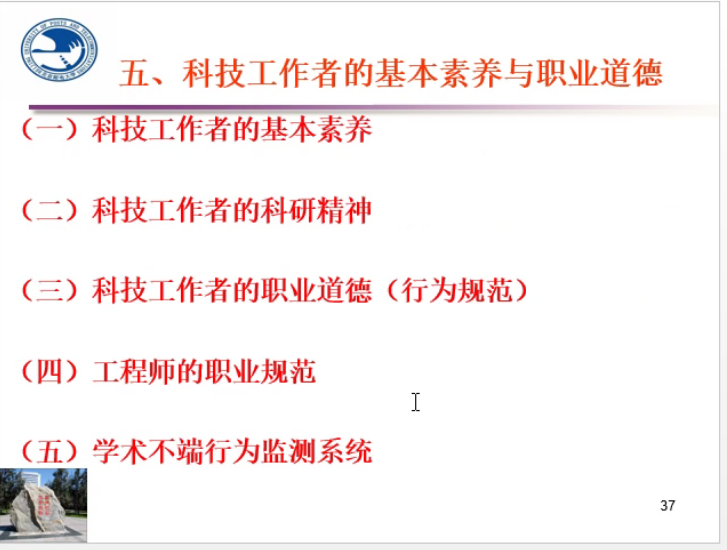 五、科技工作者的基本素养与职业道德
（一）科技工作者的基本素养
（二）科技工作者的科研精神
（三）科技工作者的职业道德（行为规范）
（四）工程师的职业规范
（五）学术不端行为监测系统
37